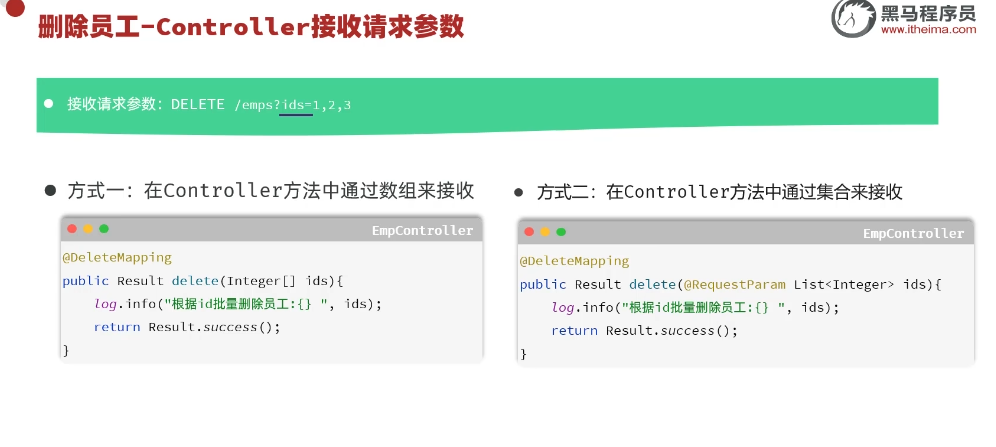 删除员工-Controller接收请求参数
黑马程序员
www.itheima.com
接收请求参数：DELETE /emps?ids=1,2,3
方式一：在Controller方法中通过数组来接收
EmpController
@DeleteMapping
public Result delete(Integer[] ids){
log.info("根据id批量删除员工:{} ", ids);
return Result.success();
}
方式二：在Controller方法中通过集合来接收
EmpController
@DeleteMapping
public Result delete(@RequestParam List<Integer> ids){
log.info("根据id批量删除员工:{} ", ids);
return Result.success();
}